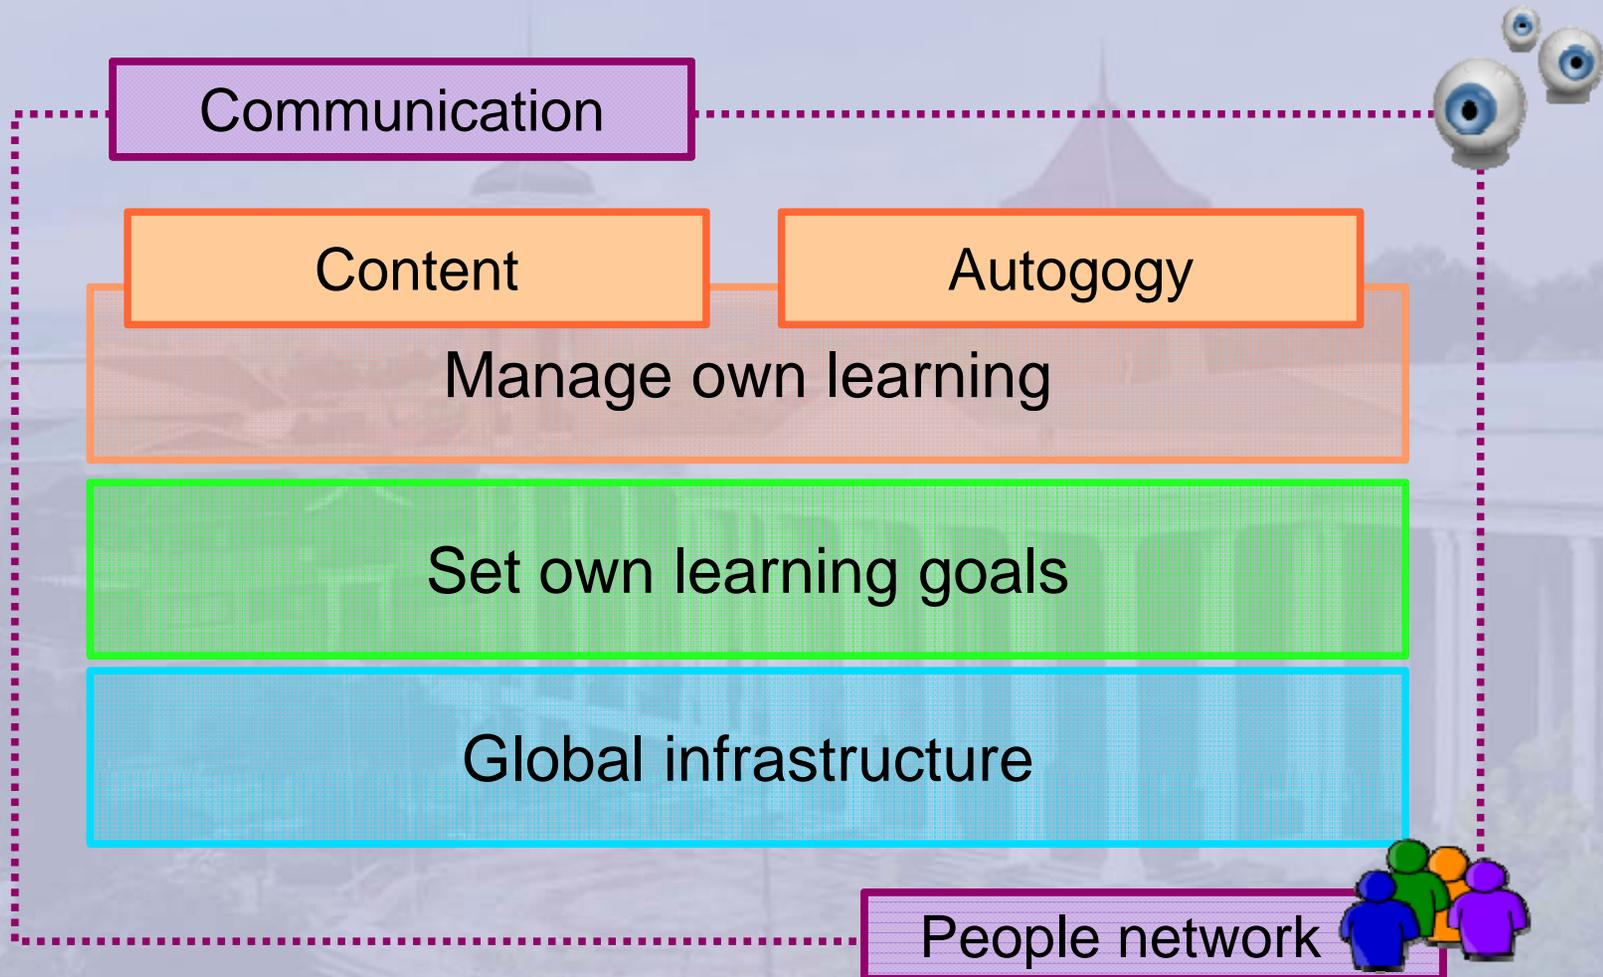 Communication
Content
Autogogy
Manage own learning
Set own learning goals
Global infrastructure
People network